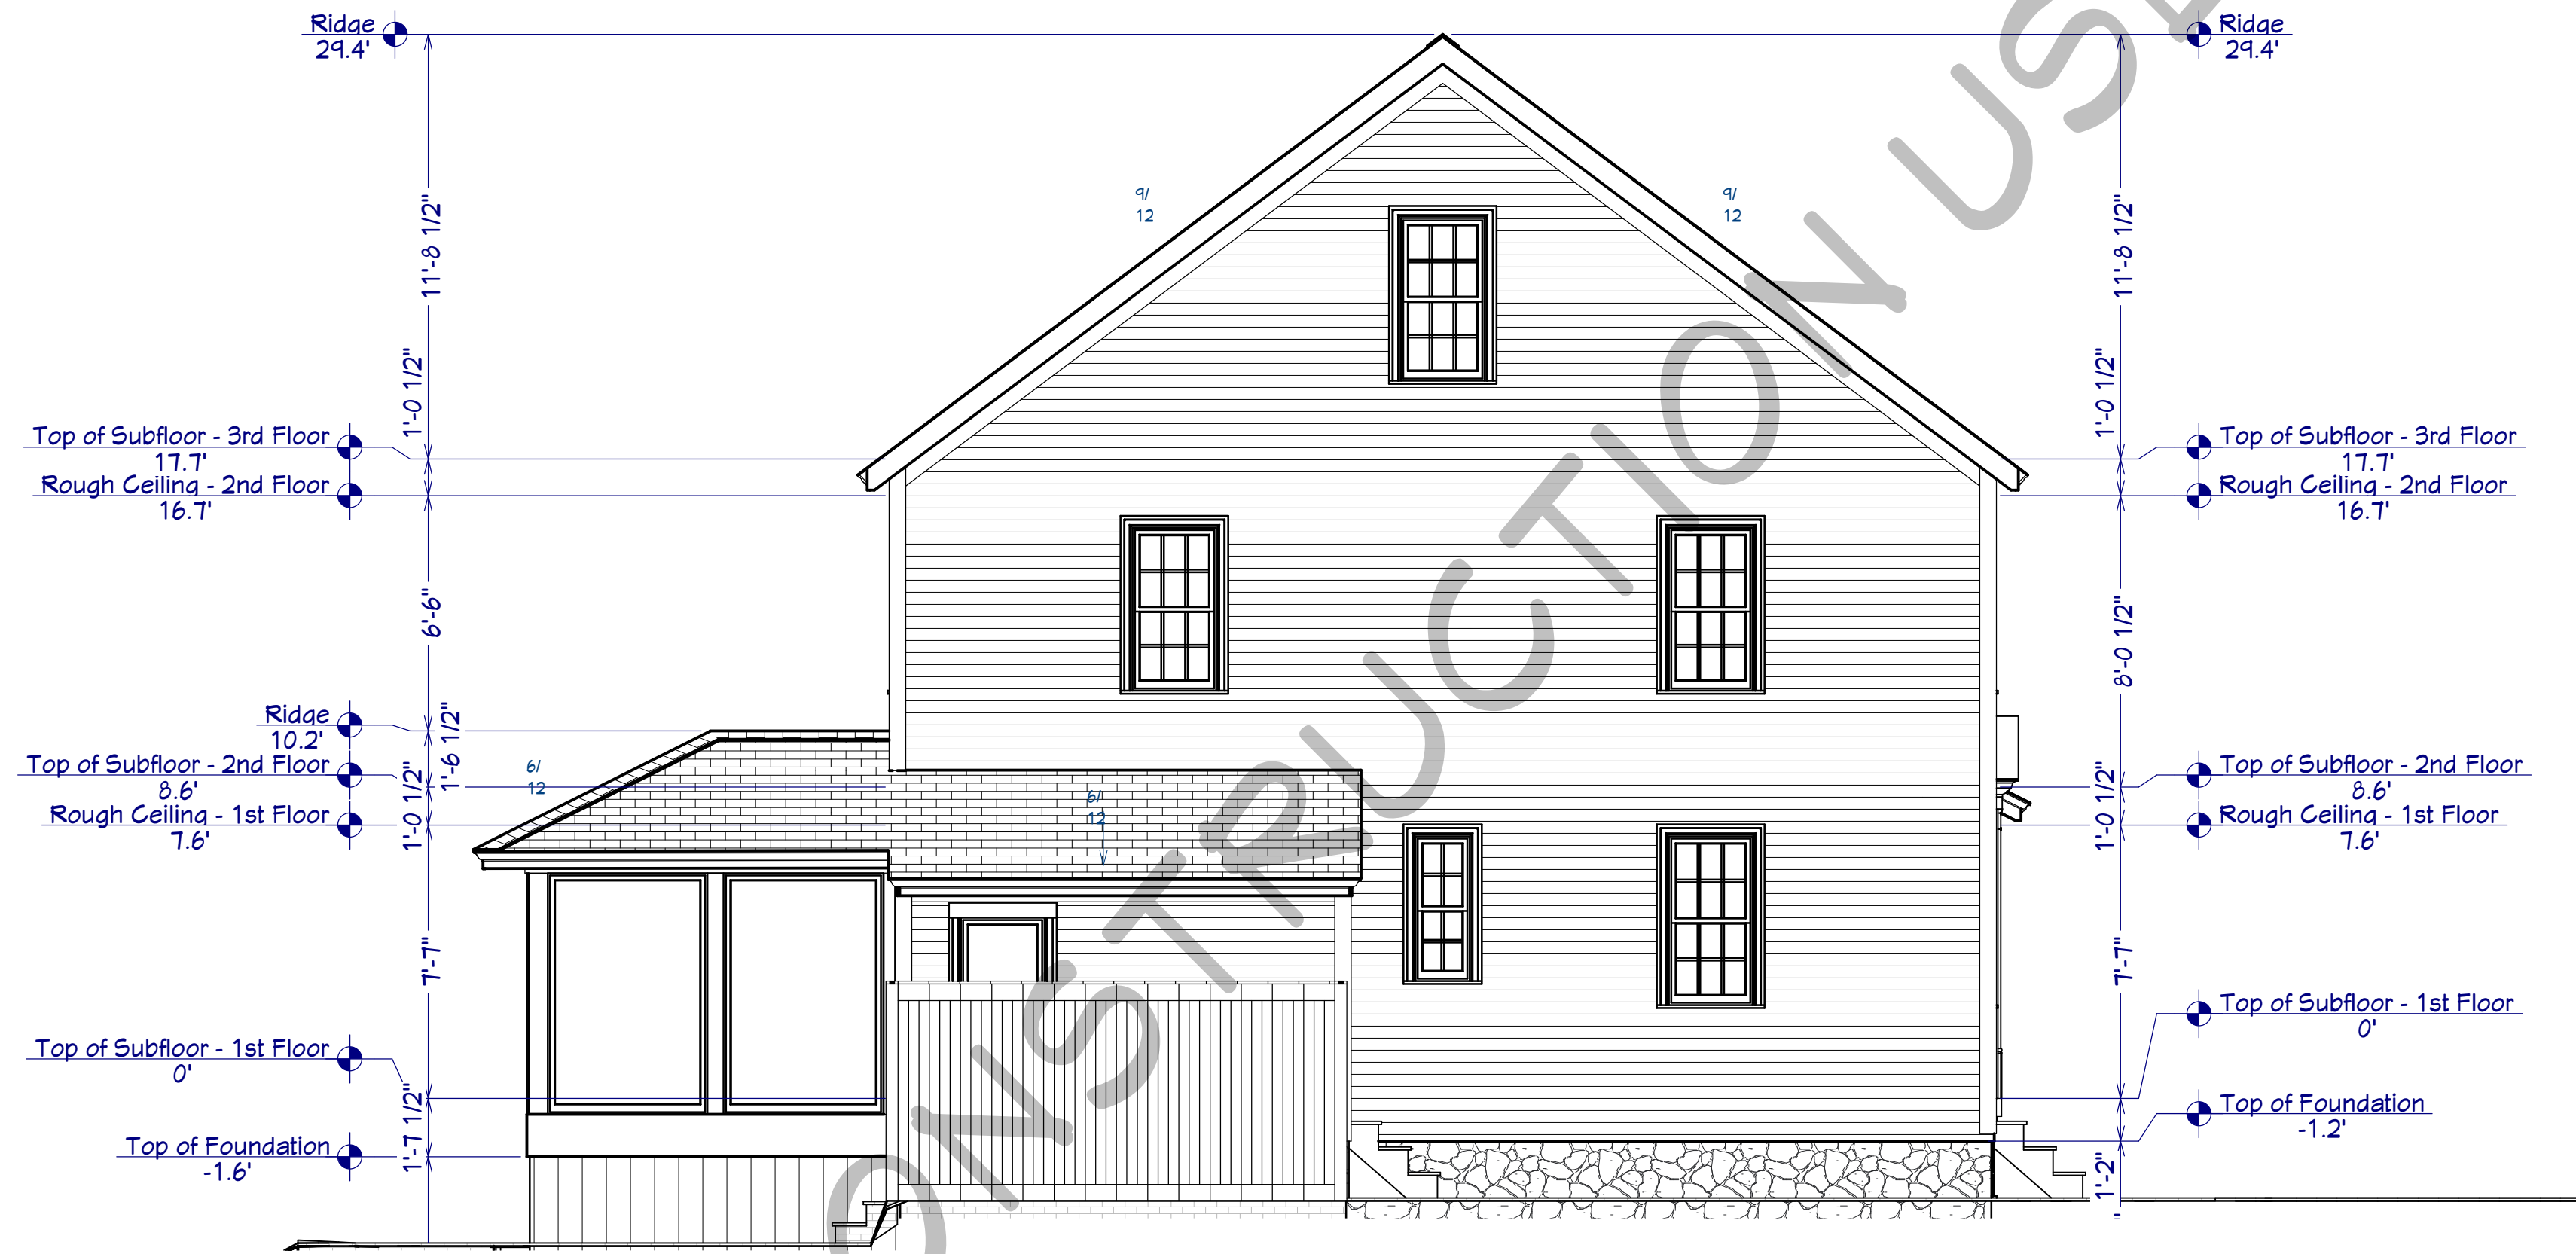 Ridge
29.4'
Ridge
29.4'
11'-8 1/2"
9/
12
9/
12
11'-8 1/2"
1'-0 1/2"
1'-0 1/2"
Top of Subfloor - 3rd Floor
17.7'
Rough Ceiling - 2nd Floor
16.7'
Top of Subfloor - 3rd Floor
17.7'
Rough Ceiling - 2nd Floor
16.7'
6'-6"
8'-0 1/2"
Ridge
10.2'
1'-6 1/2"
Top of Subfloor - 2nd Floor
8.6'
Rough Ceiling - 1st Floor
7.6'
1'-0 1/2"
6/
12
6/
12
1'-0 1/2"
Top of Subfloor - 2nd Floor
8.6'
Rough Ceiling - 1st Floor
7.6'
7'-7"
7'-7"
Top of Subfloor - 1st Floor
0'
Top of Subfloor - 1st Floor
0'
1'-7 1/2"
Top of Foundation
-1.6'
Top of Foundation
-1.2'
1'-2"
ONSTRUCTION USE